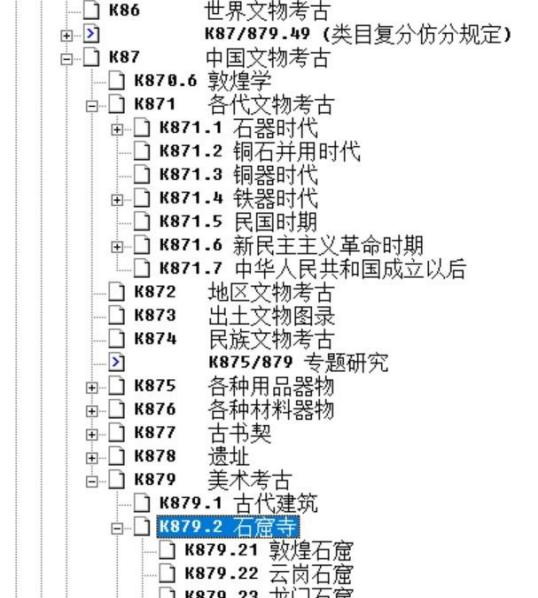 K86 世界文物考古
K87/879.49 (类目复分仿分规定)
K87 中国文物考古
K870.6 敦煌学
K871 各代文物考古
K871.1 石器时代
K871.2 铜石并用时代
K871.3 铜器时代
K871.4 铁器时代
K871.5 民国时期
K871.6 新民主主义革命时期
K871.7 中华人民共和国成立以后
K872 地区文物考古
K873 出土文物图录
K874 民族文物考古
K875/879 专题研究
K875 各种用品器物
K876 各种材料器物
K877 古书契
K878 遗址
K879 美术考古
K879.1 古代建筑
K879.2 石窟寺
K879.21 敦煌石窟
K879.22 云岗石窟
K879.23 龙门石窟